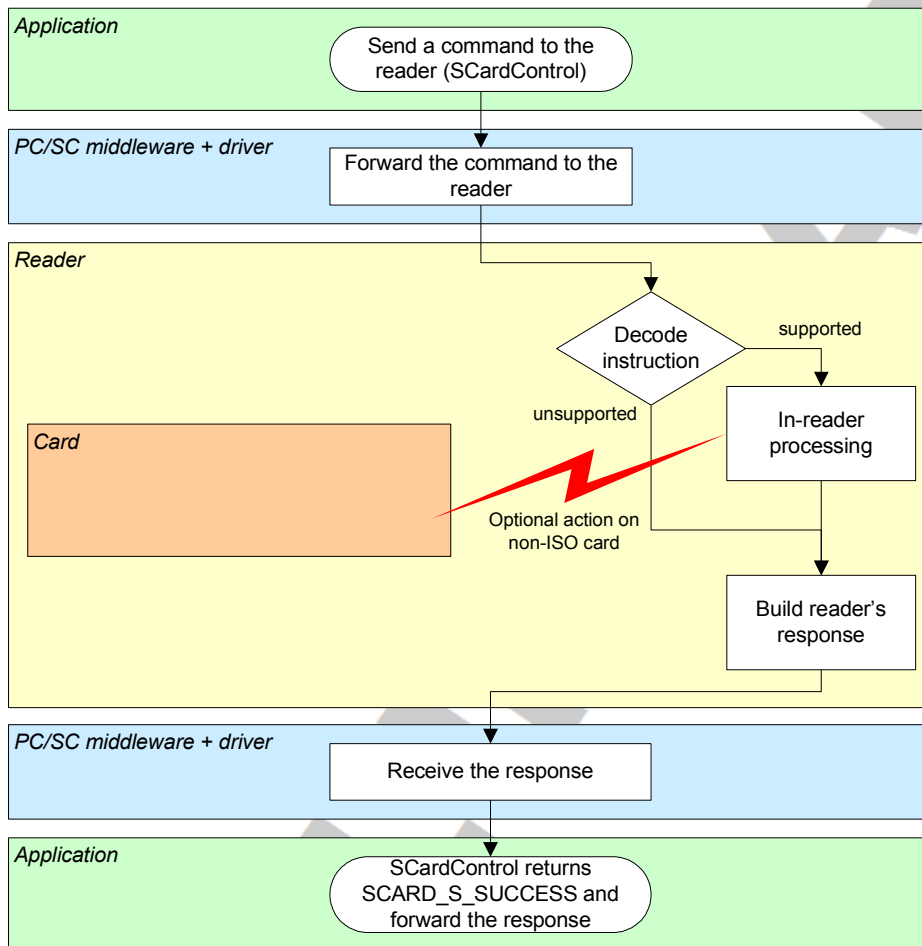 Application
Send a command to the
reader (SCardControl)
PC/SC middleware + driver
Forward the command to the
reader
Reader
Decode
instruction
supported
unsupported
In-reader
processing
Card
Optional action on
non-ISO card
Build reader’s
response
PC/SC middleware + driver
Receive the response
Application
SCardControl returns
SCARD_S_SUCCESS and
forward the response